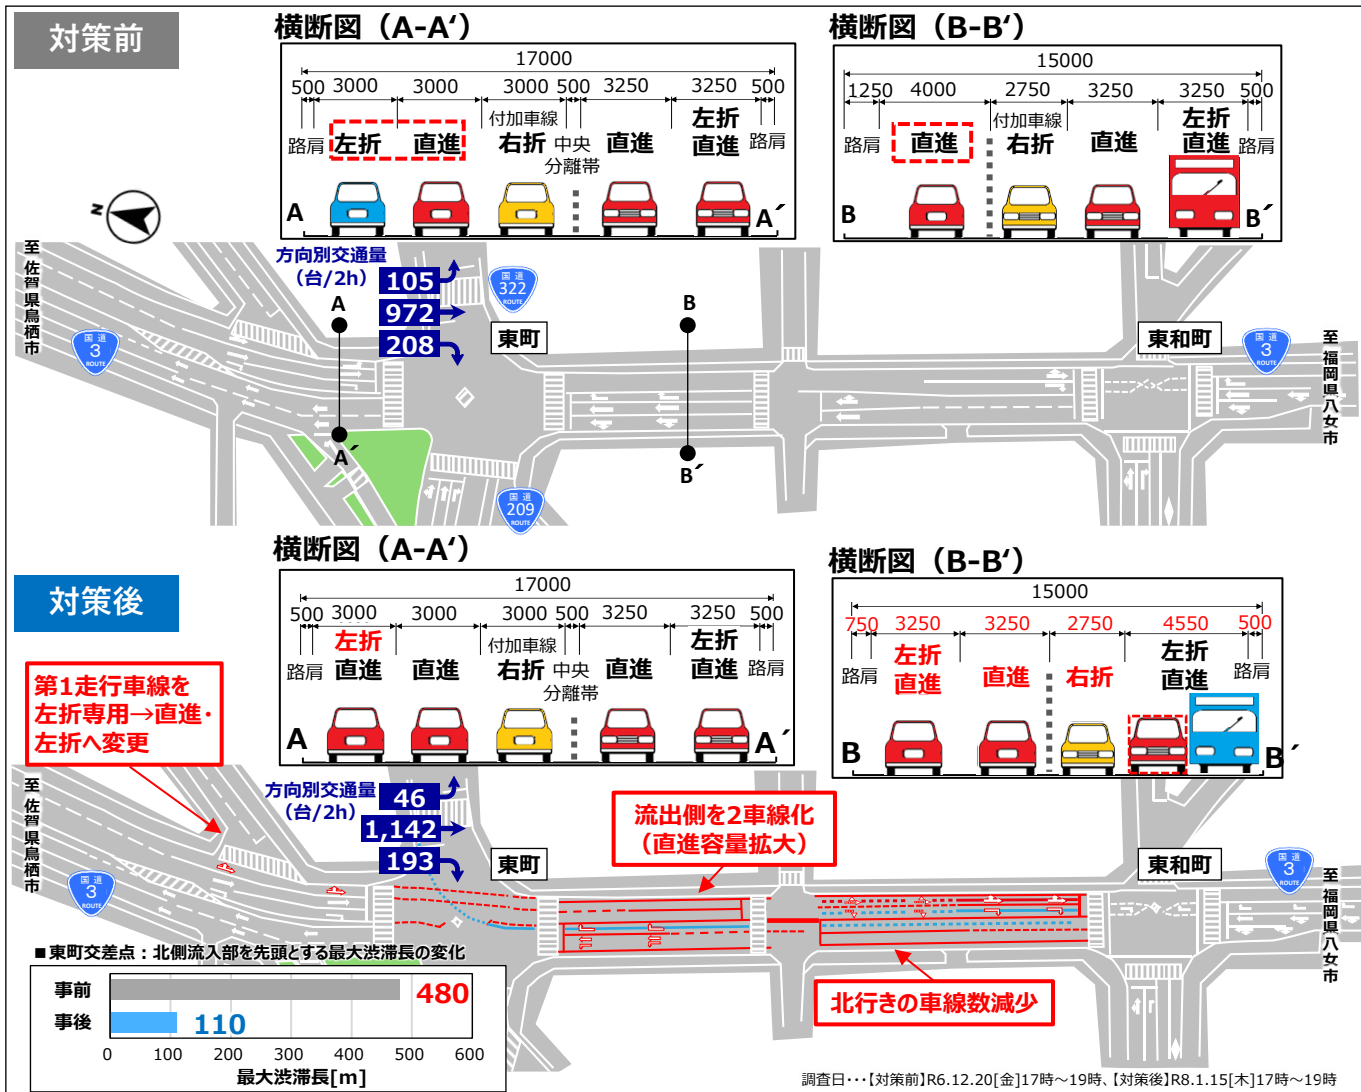 対策前
横断図（A-A‘）
17000
500 3000 3000 3000 500 3250 3250 500
路肩 左折 直進 付加車線 右折 中央分離帯 直進 左折 直進 路肩
A A´
横断図（B-B‘）
15000
1250 4000 2750 3250 3250 500
路肩 直進 付加車線 右折 直進 左折 直進 路肩
B B´
N
至 佐賀県鳥栖市
国道 3 ROUTE
方向別交通量
（台/2h）
105
972
208
国道 322 ROUTE
東町
A
A´
B
B´
国道 209 ROUTE
東和町
国道 3 ROUTE
至 福岡県八女市
対策後
横断図（A-A‘）
17000
500 3000 3000 3000 500 3250 3250 500
路肩 左折 直進 直進 付加車線 右折 中央分離帯 直進 左折 直進 路肩
A A´
横断図（B-B‘）
15000
750 3250 3250 2750 4550 500
路肩 左折 直進 直進 右折 左折 直進 路肩
B B´
第1走行車線を
左折専用→直進・
左折へ変更
至 佐賀県鳥栖市
国道 3 ROUTE
方向別交通量
（台/2h）
46
1,142
193
東町
流出側を2車線化
（直進容量拡大）
東和町
国道 3 ROUTE
至 福岡県八女市
北行きの車線数減少
■東町交差点：北側流入部を先頭とする最大渋滞長の変化
事前 480
事後 110
0 100 200 300 400 500 600
最大渋滞長[m]
調査日・・・【対策前】R6.12.20[金]17時～19時、【対策後】R8.1.15[木]17時～19時